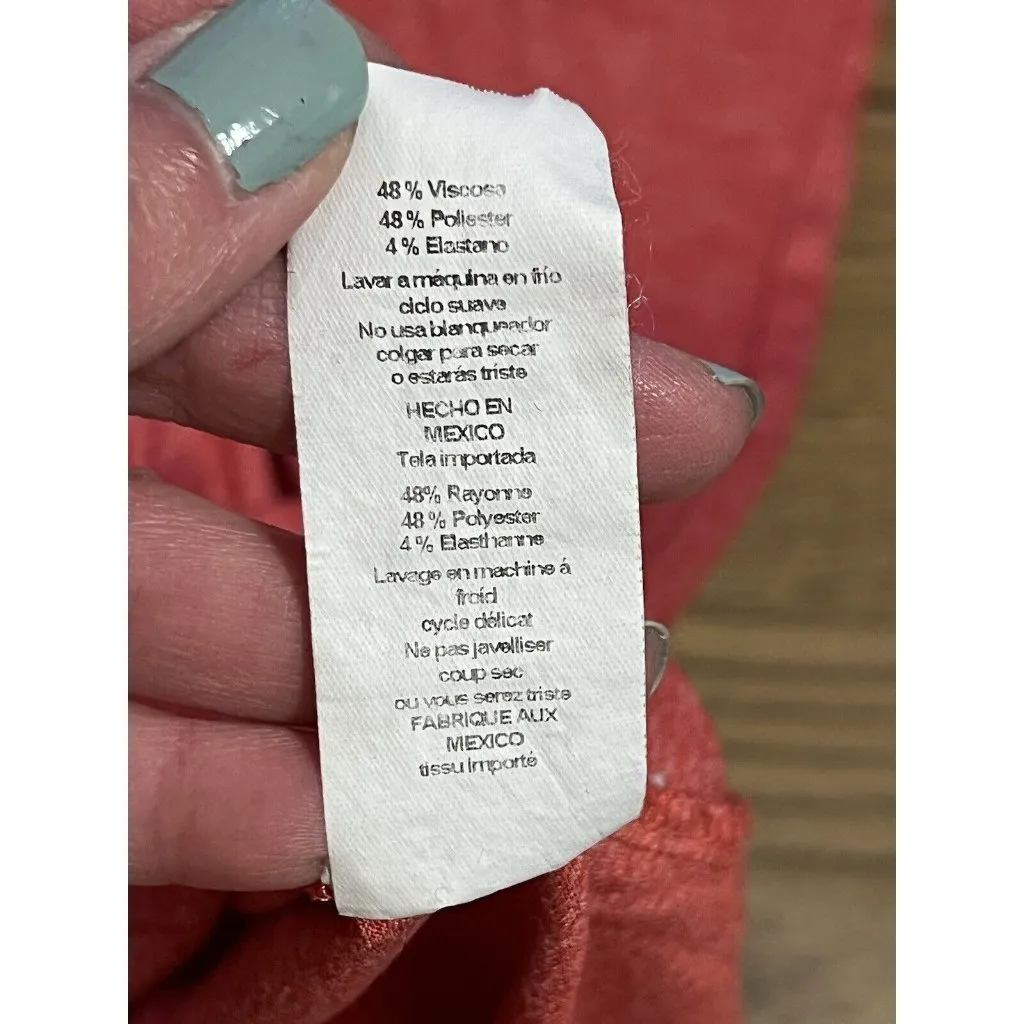 48% Viscosa
48% Poliester
4% Elastano
Lavar a máquina en frío
ciclo suave
No usa blanqueador
colgar para secar
o estarás triste
HECHO EN
MEXICO
Tela importada
48% Rayonne
48% Polyester
4% Elasthanne
Lavage en machine á
froíd
cycle délicat
Ne pas javelliser
coup sec
ou vous serez triste
FABRIQUE AUX
MEXICO
tissu importé